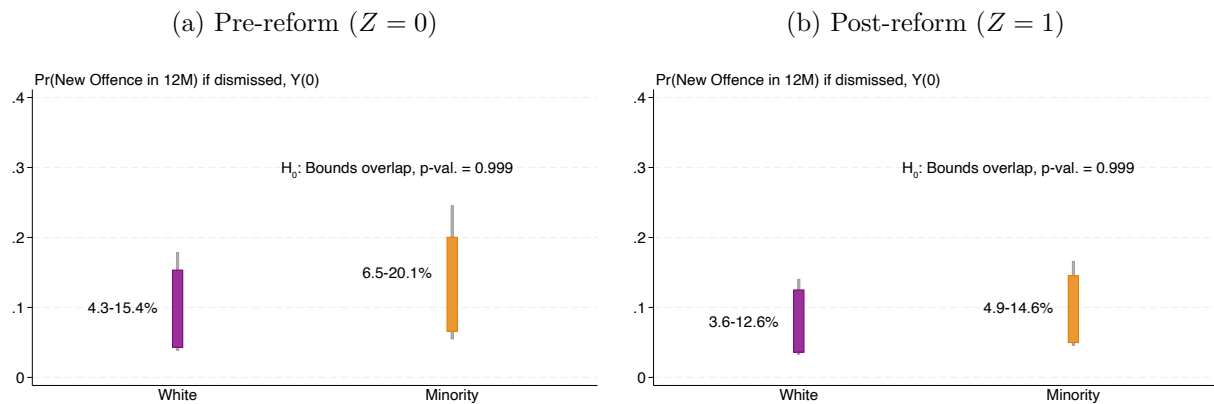 (a) Pre-reform (Z = 0)
Pr(New Offence in 12M) if dismissed, Y(0)
.4
.3
.2
.1
0
H₀: Bounds overlap, p-val. = 0.999
4.3-15.4%
6.5-20.1%
White
Minority
(b) Post-reform (Z = 1)
Pr(New Offence in 12M) if dismissed, Y(0)
.4
.3
.2
.1
0
H₀: Bounds overlap, p-val. = 0.999
3.6-12.6%
4.9-14.6%
White
Minority